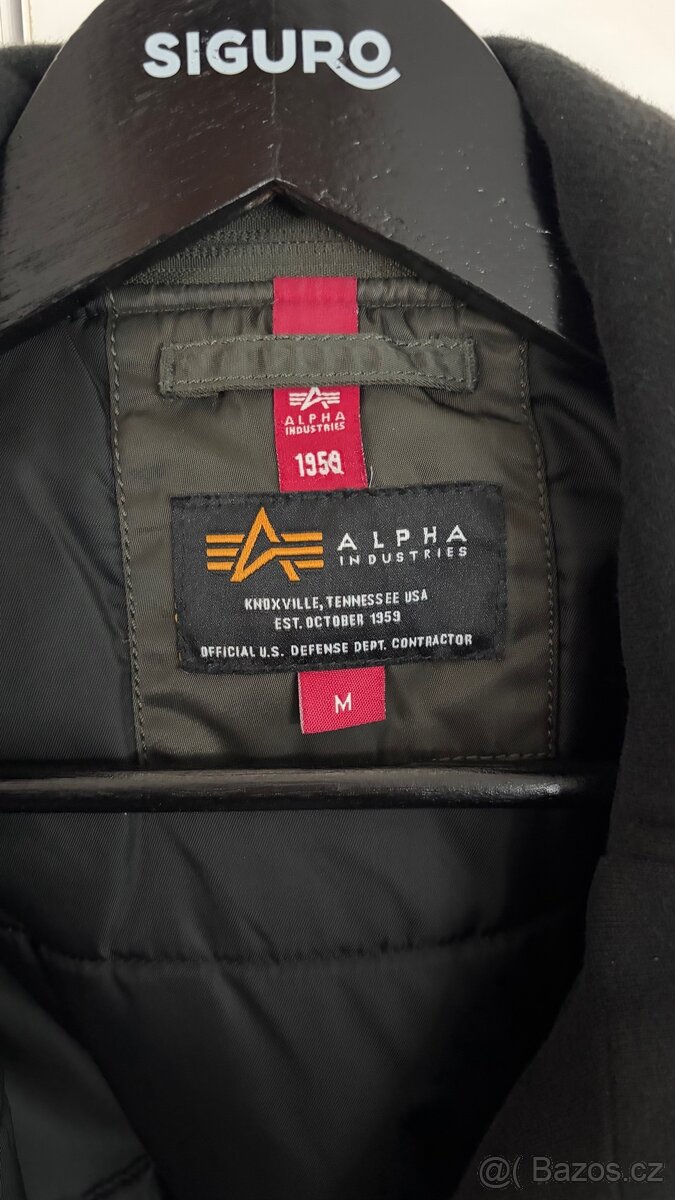 SIGURO
ALPHA
INDUSTRIES
1959
ALPHA
INDUSTRIES
KNOXVILLE, TENNESSEE USA
EST. OCTOBER 1959
OFFICIAL U.S. DEFENSE DEPT. CONTRACTOR
M
@( Bazos.cz